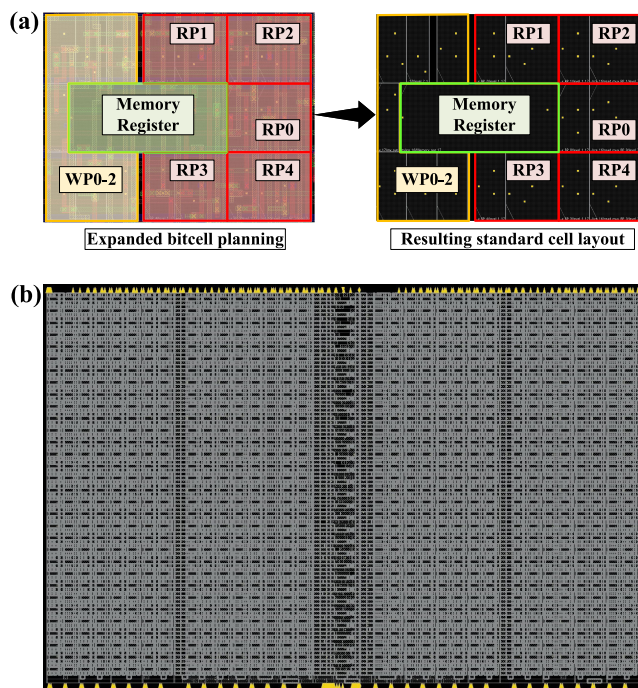 (a)
RP1
RP2
Memory
Register
RP0
WP0-2
RP3
RP4
Expanded bitcell planning
RP1
RP2
Memory
Register
RP0
WP0-2
RP3
RP4
Resulting standard cell layout
(b)